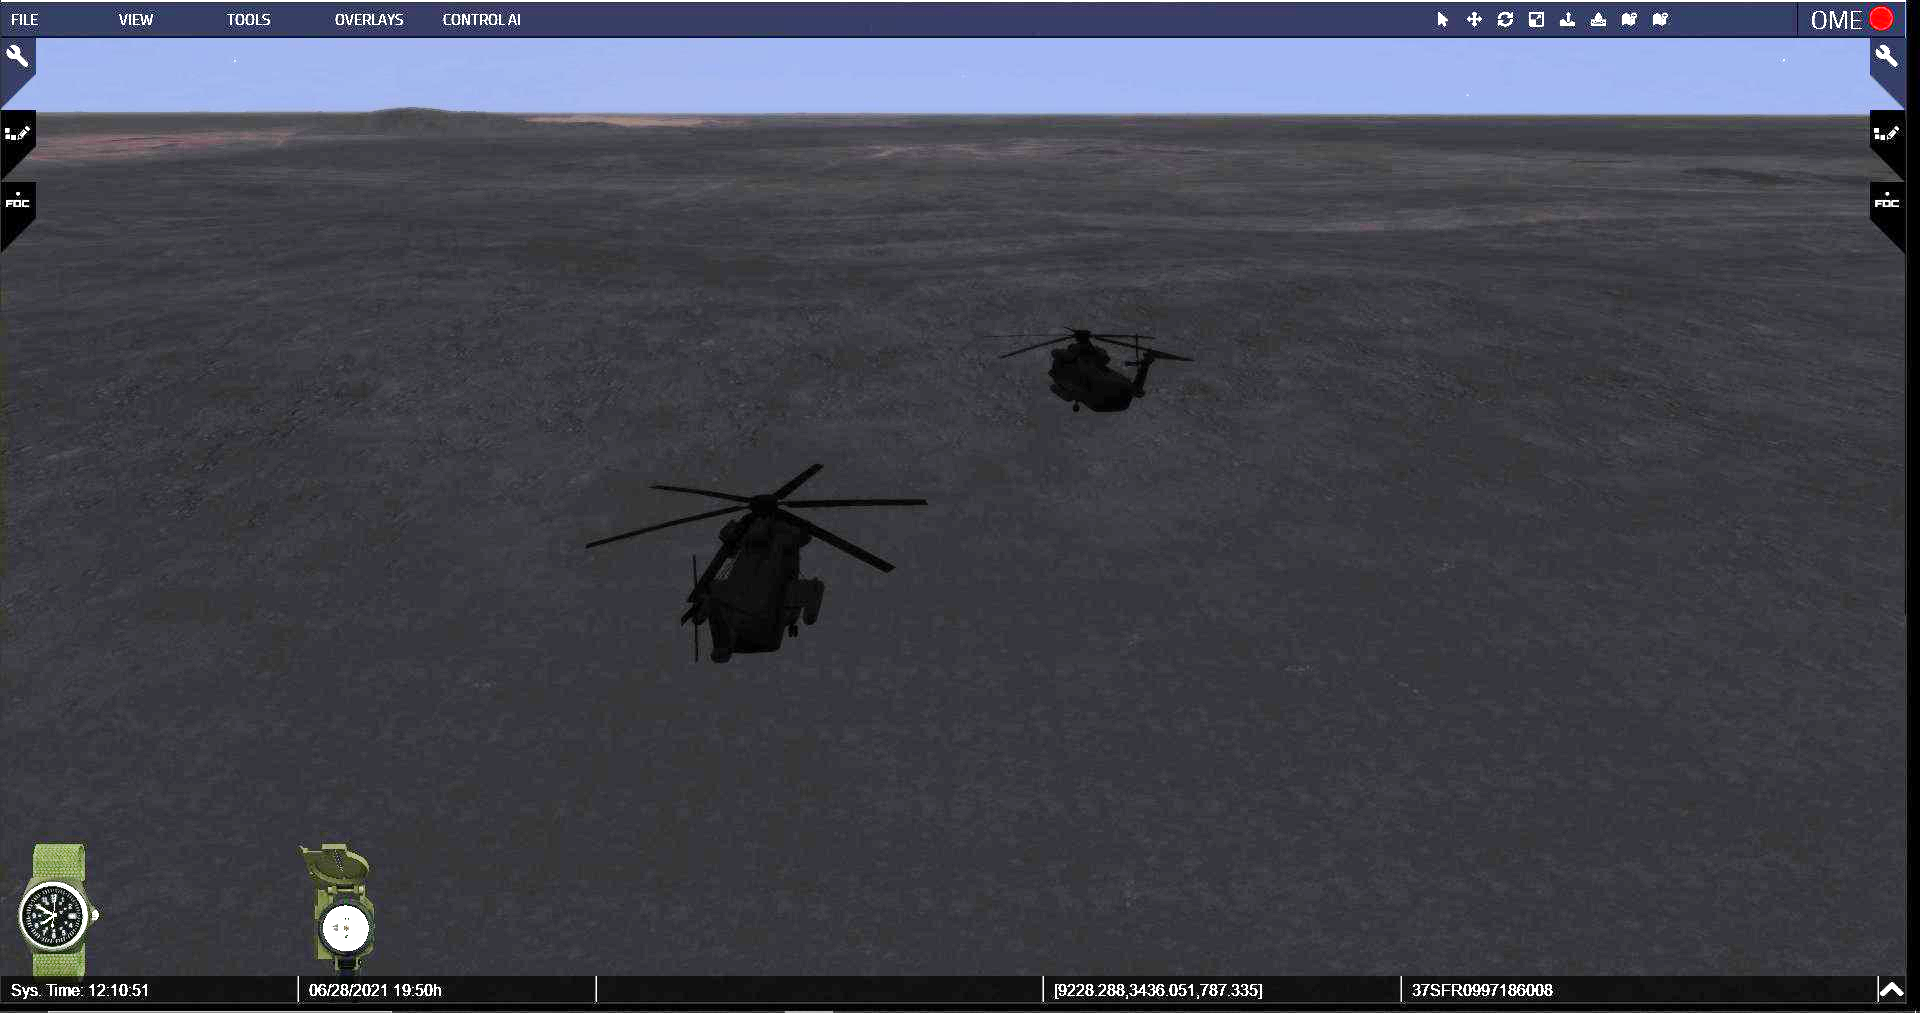 FILE VIEW TOOLS OVERLAYS CONTROL AI OME
FDC FDC
Sys. Time: 12:10:51 06/28/2021 19:50h [9228.288,3436.051,787.335] 37SFR0997186008